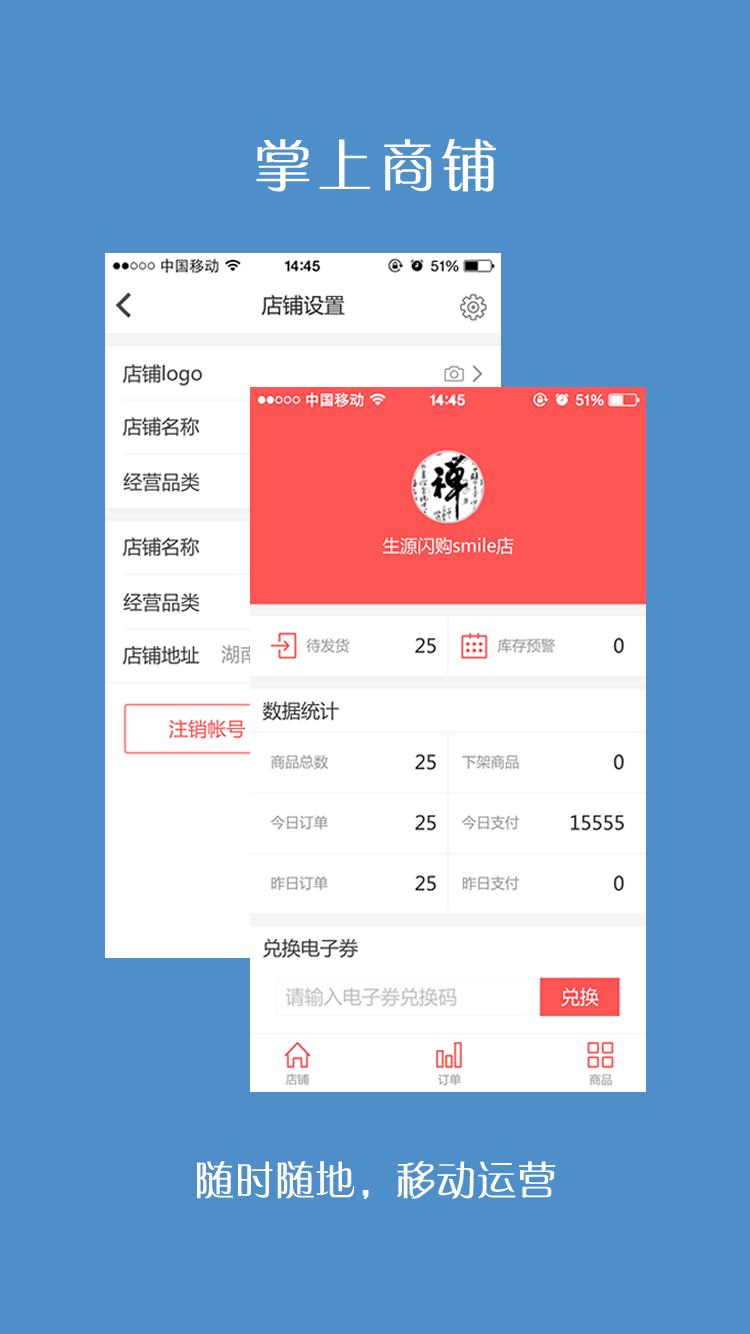 掌上商铺
中国移动 14:45 51%
店铺设置
店铺logo
店铺名称
经营品类
店铺名称
经营品类
店铺地址 湖南
注销帐号
中国移动 14:45 51%
禅
生源闪购smile店
待发货 25 库存预警 0
数据统计
商品总数 25 下架商品 0
今日订单 25 今日支付 15555
昨日订单 25 昨日支付 0
兑换电子券
请输入电子券兑换码 兑换
店铺 订单 商品
随时随地，移动运营